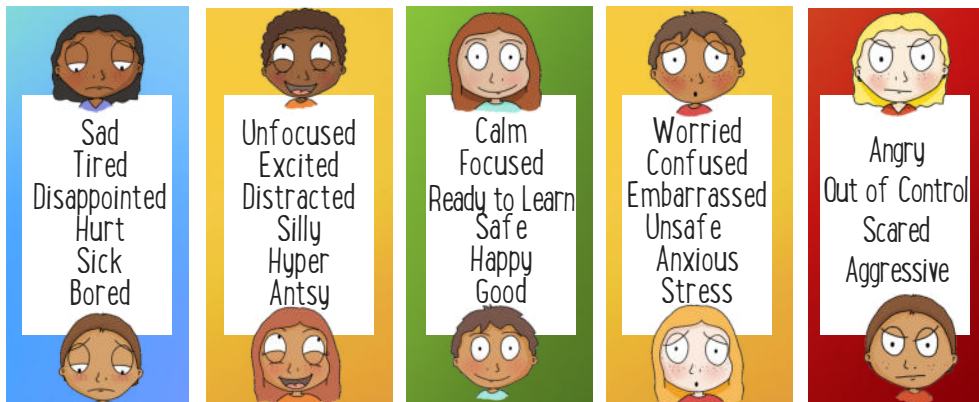 Sad
Tired
Disappointed
Hurt
Sick
Bored
Unfocused
Excited
Distracted
Silly
Hyper
Antsy
Calm
Focused
Ready to Learn
Safe
Happy
Good
Worried
Confused
Embarrassed
Unsafe
Anxious
Stress
Angry
Out of Control
Scared
Aggressive